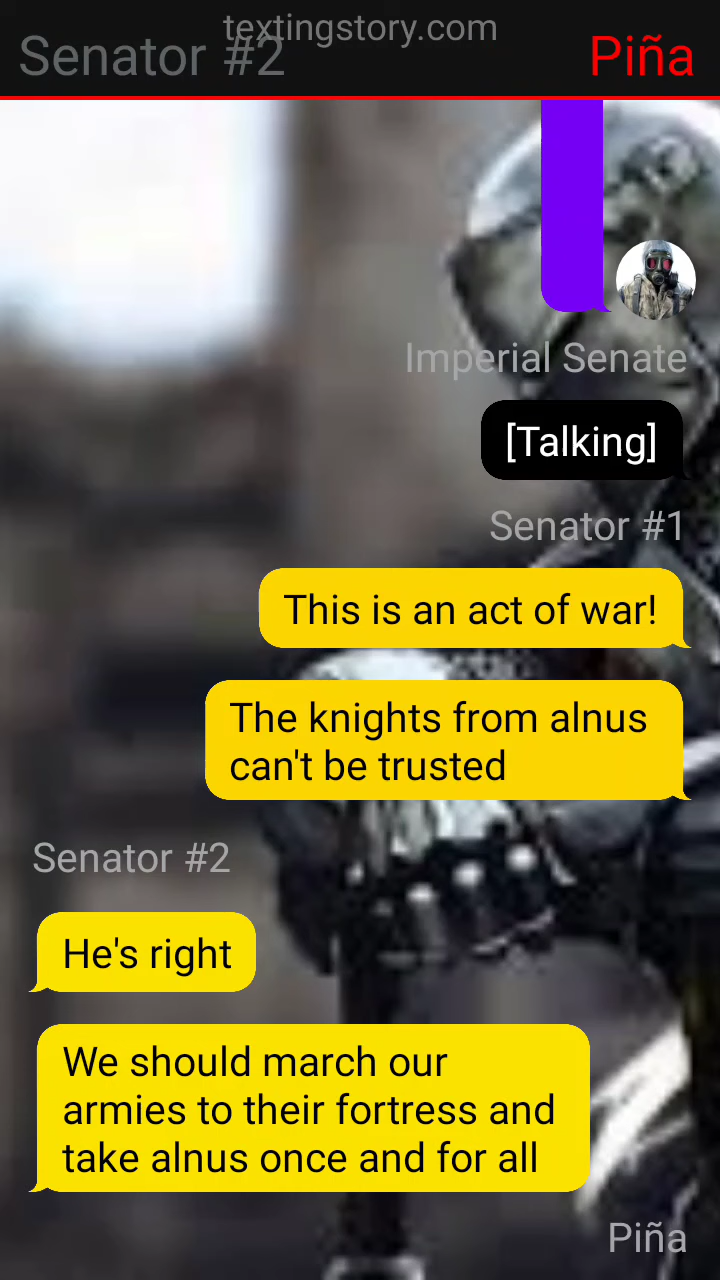 textingstory.com
Senator #2
Piña
Imperial Senate
[Talking]
Senator #1
This is an act of war!
The knights from alnus
can't be trusted
Senator #2
He's right
We should march our
armies to their fortress and
take alnus once and for all
Piña